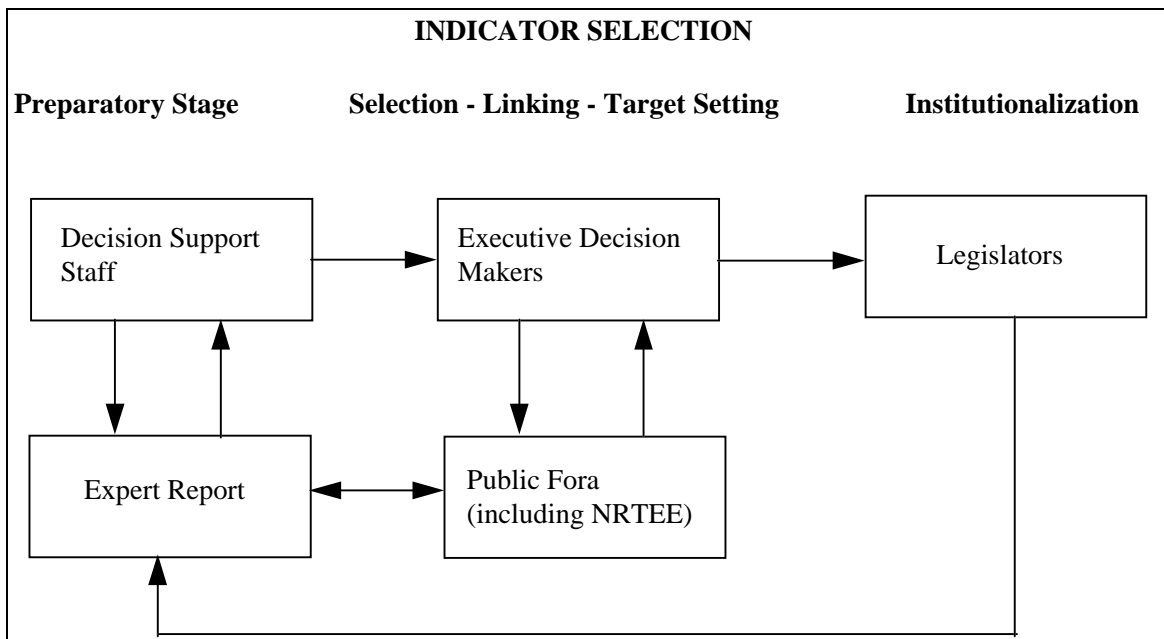 INDICATOR SELECTION
Preparatory Stage
Selection - Linking - Target Setting
Institutionalization
Decision Support
Staff
Executive Decision
Makers
Legislators
Expert Report
Public Fora
(including NRTEE)